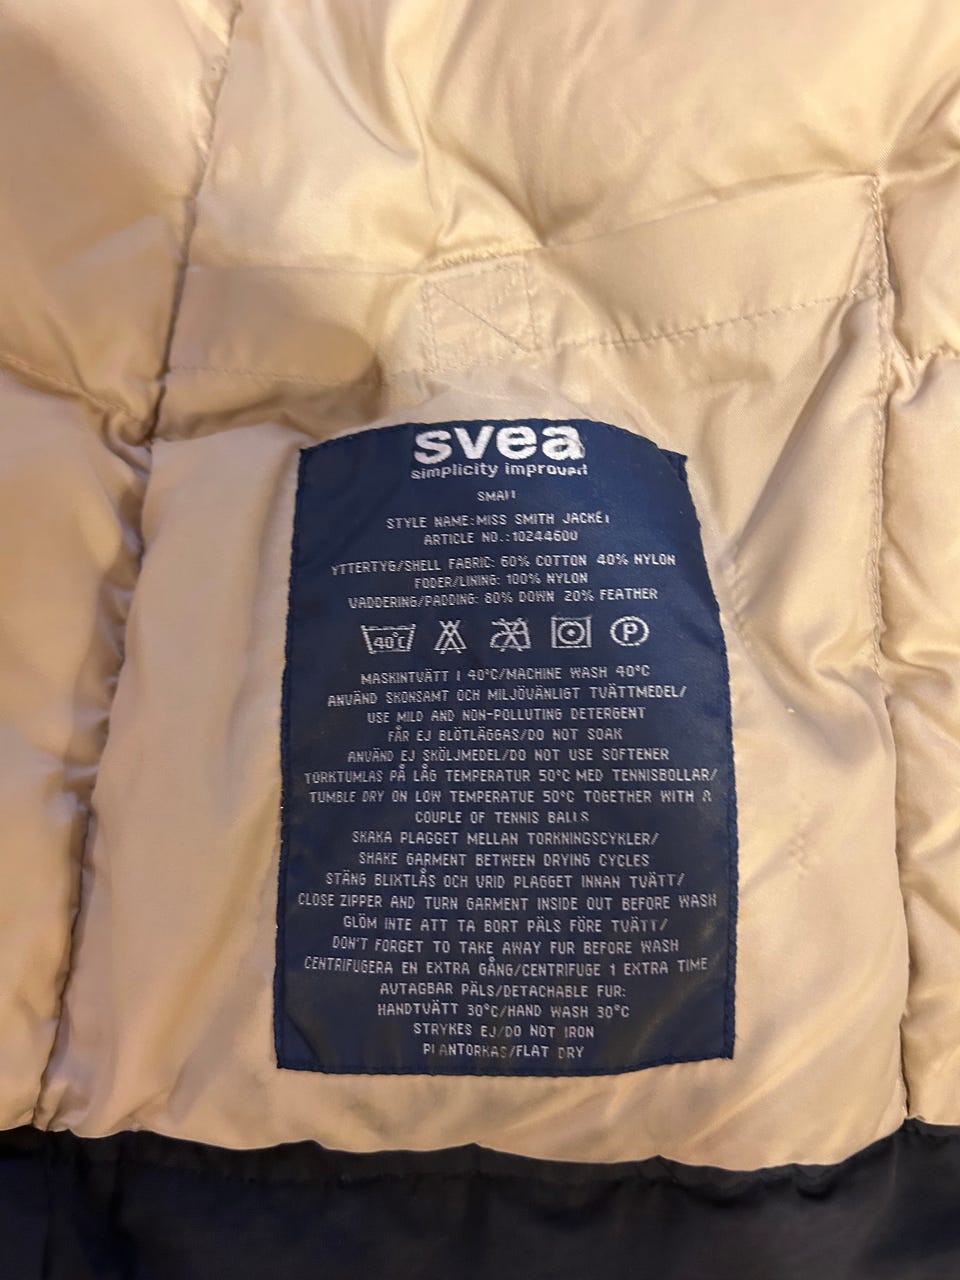 svea
simplicity improved
SMALL
STYLE NAME:MISS SMITH JACKET
ARTICLE NO.:10244600
YTTERTYG/SHELL FABRIC: 60% COTTON 40% NYLON
FODER/LINING: 100% NYLON
VADDERING/PADDING: 80% DOWN 20% FEATHER
40°C P
MASKINTVÄTT I 40°C/MACHINE WASH 40°C
ANVÄND SKONSAMT OCH MILJÖVÄNLIGT TVÄTTMEDEL/
USE MILD AND NON-POLLUTING DETERGENT
FÅR EJ BLÖTLÄGGAS/DO NOT SOAK
ANVÄND EJ SKÖLJMEDEL/DO NOT USE SOFTENER
TORKTUMLAS PÅ LÅG TEMPERATUR 50°C MED TENNISBOLLAR/
TUMBLE DRY ON LOW TEMPERATUE 50°C TOGETHER WITH A
COUPLE OF TENNIS BALLS
SKAKA PLAGGET MELLAN TORKNINGSCYKLER/
SHAKE GARMENT BETWEEN DRYING CYCLES
STÄNG BLIXTLÅS OCH VRID PLAGGET INNAN TVÄTT/
CLOSE ZIPPER AND TURN GARMENT INSIDE OUT BEFORE WASH
GLÖM INTE ATT TA BORT PÄLS FÖRE TVÄTT/
DON'T FORGET TO TAKE AWAY FUR BEFORE WASH
CENTRIFUGERA EN EXTRA GÅNG/CENTRIFUGE 1 EXTRA TIME
AVTAGBAR PÄLS/DETACHABLE FUR:
HANDTVÄTT 30°C/HAND WASH 30°C
STRYKES EJ/DO NOT IRON
PLANTORKAS/FLAT DRY